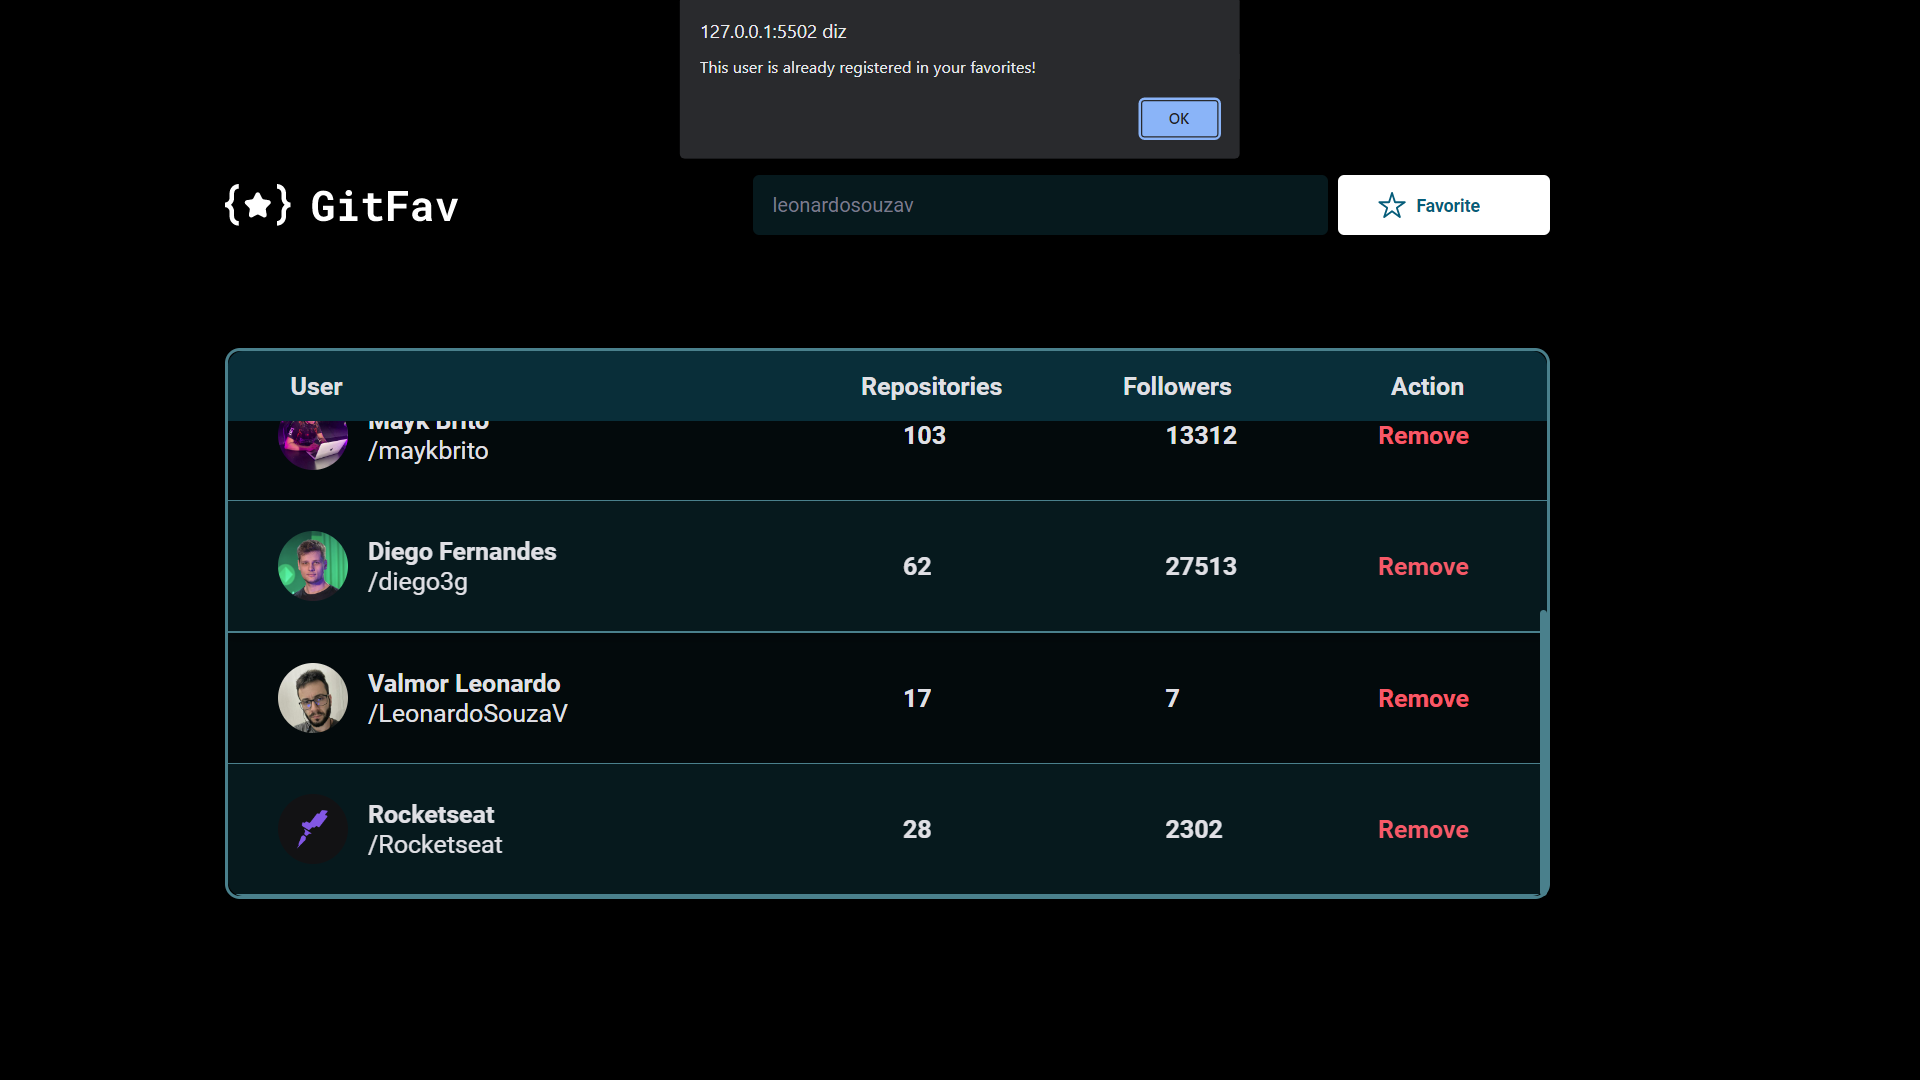 127.0.0.1:5502 diz
This user is already registered in your favorites!
OK
GitFav
leonardosouzav
Favorite
User Repositories Followers Action
Mayk Brito
/maykbrito
103 13312 Remove
Diego Fernandes
/diego3g
62 27513 Remove
Valmor Leonardo
/LeonardoSouzaV
17 7 Remove
Rocketseat
/Rocketseat
28 2302 Remove